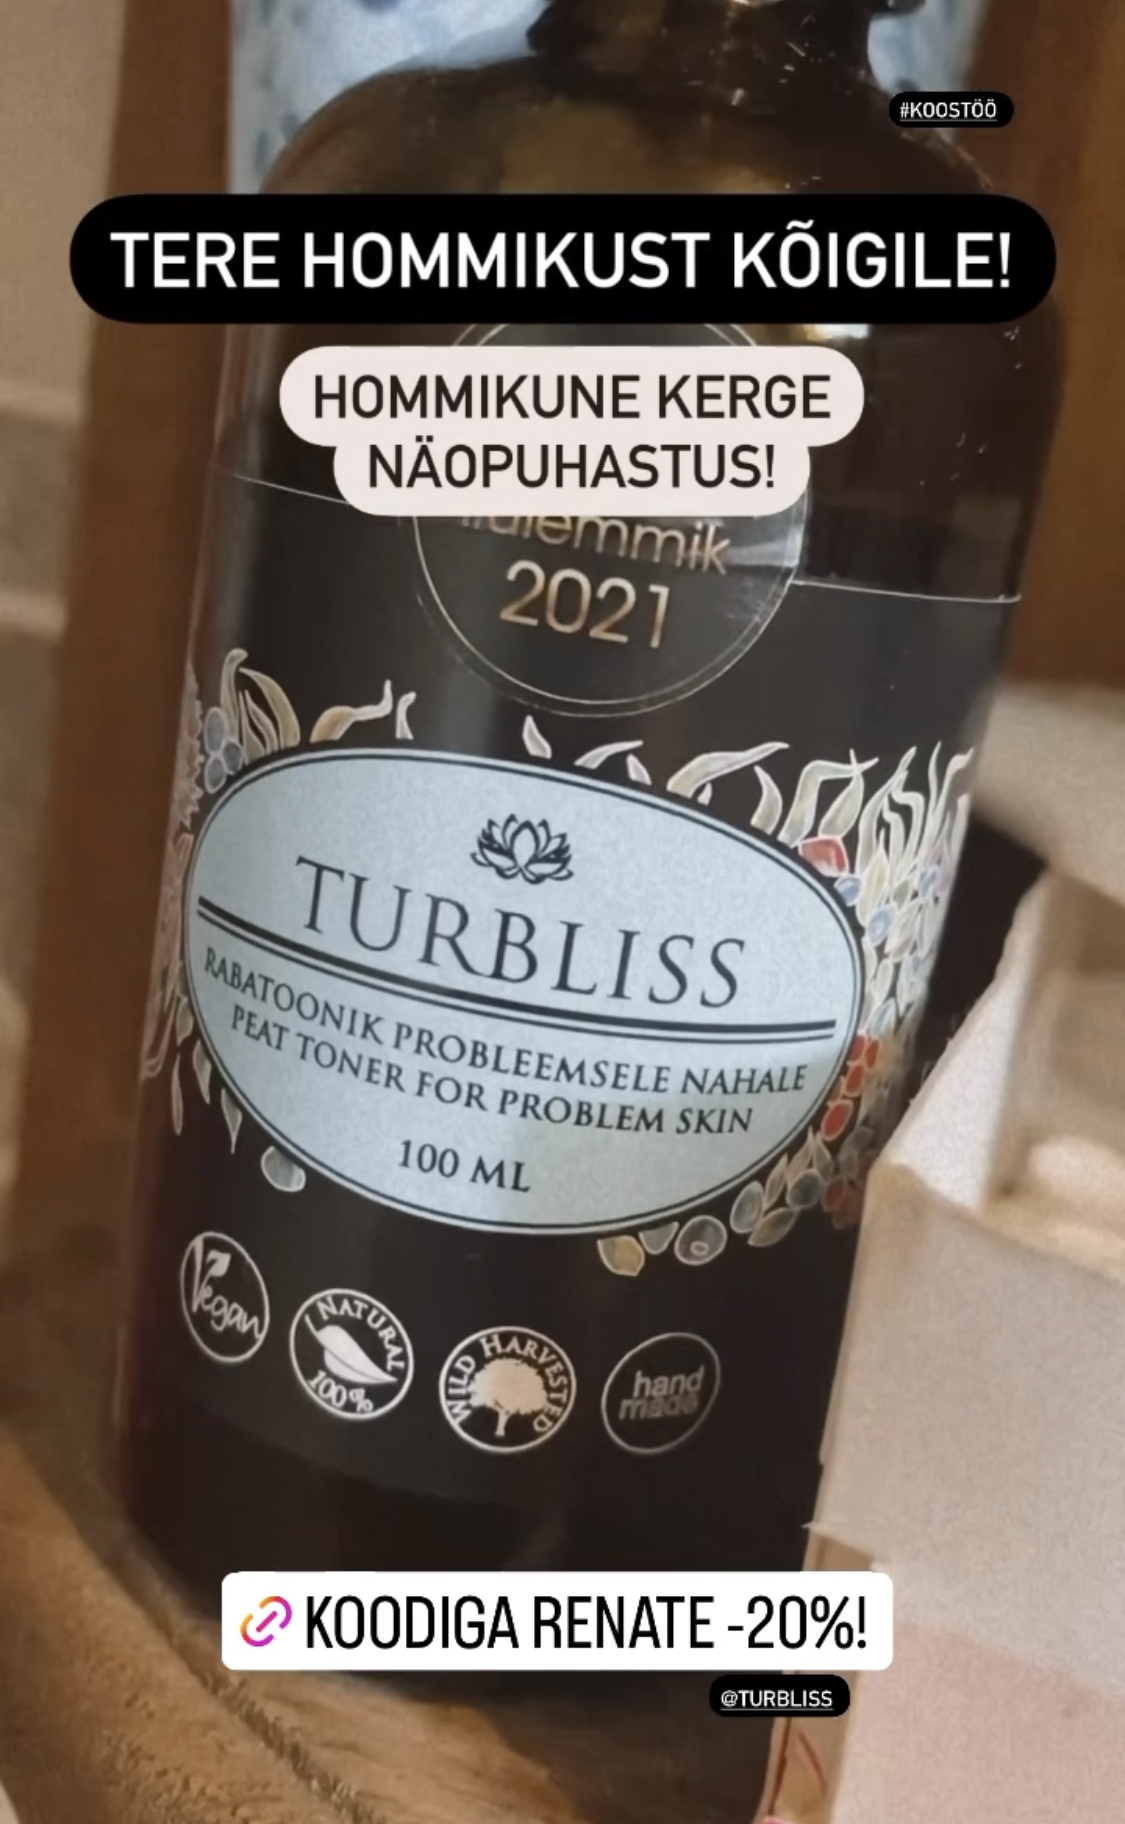 #KOOSTÖÖ
TERE HOMMIKUST KÕIGILE!
HOMMIKUNE KERGE
NÄOPUHASTUS!
2021
TURBLISS
RABATOONIK PROBLEEMSELE NAHALE
PEAT TONER FOR PROBLEM SKIN
100 ML
Vegan
NATURAL
100%
WILD HARVESTED
hand
made
KOODIGA RENATE -20%!
@TURBLISS